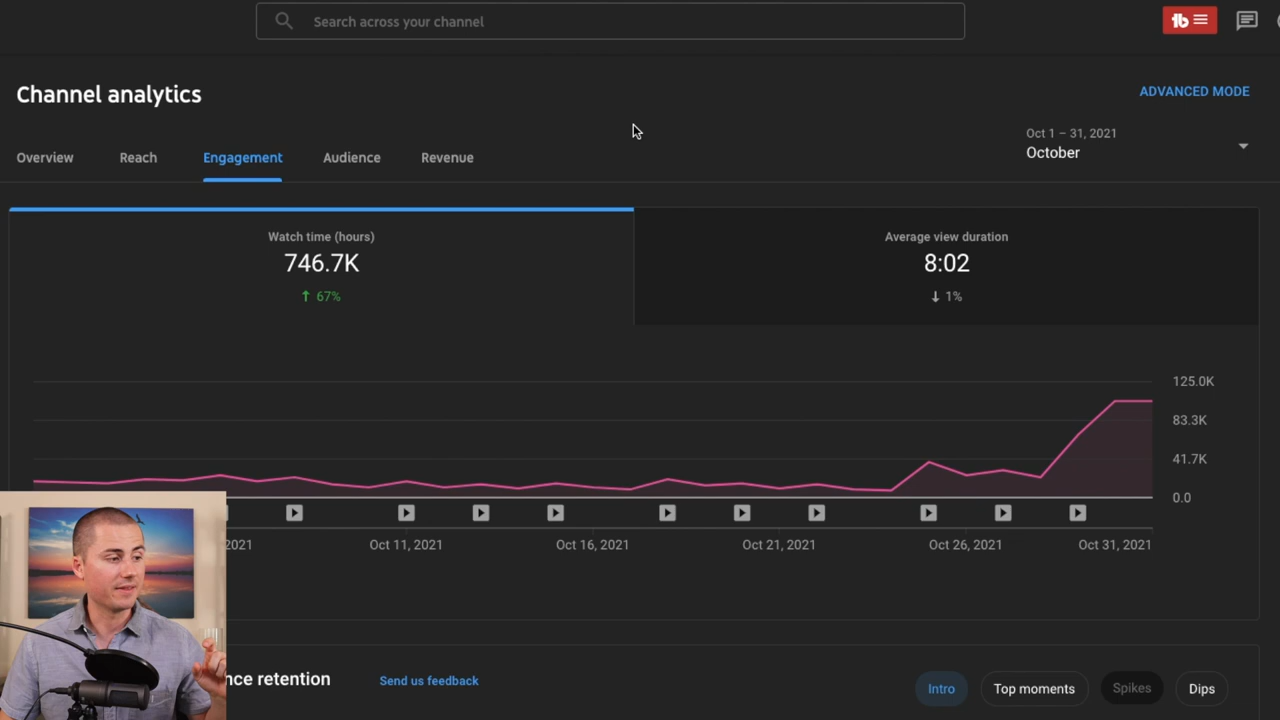 Search across your channel
tb
Channel analytics
ADVANCED MODE
Oct 1 – 31, 2021
October
Overview
Reach
Engagement
Audience
Revenue
Watch time (hours)
746.7K
67%
Average view duration
8:02
1%
125.0K
83.3K
41.7K
0.0
2021
Oct 11, 2021
Oct 16, 2021
Oct 21, 2021
Oct 26, 2021
Oct 31, 2021
nce retention
Send us feedback
Intro
Top moments
Spikes
Dips